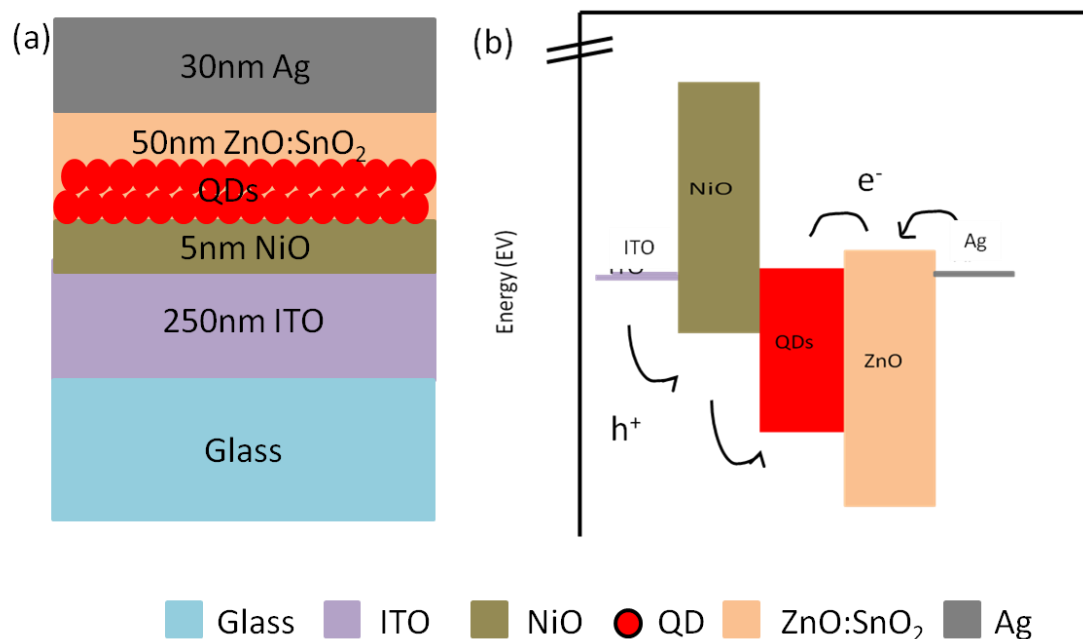 (a)
30nm Ag
50nm ZnO:SnO₂
QDs
5nm NiO
250nm ITO
Glass
(b)
Energy (EV)
ITO
ITO
NiO
QDs
ZnO
Ag
e⁻
h⁺
Glass ITO NiO QD ZnO:SnO₂ Ag